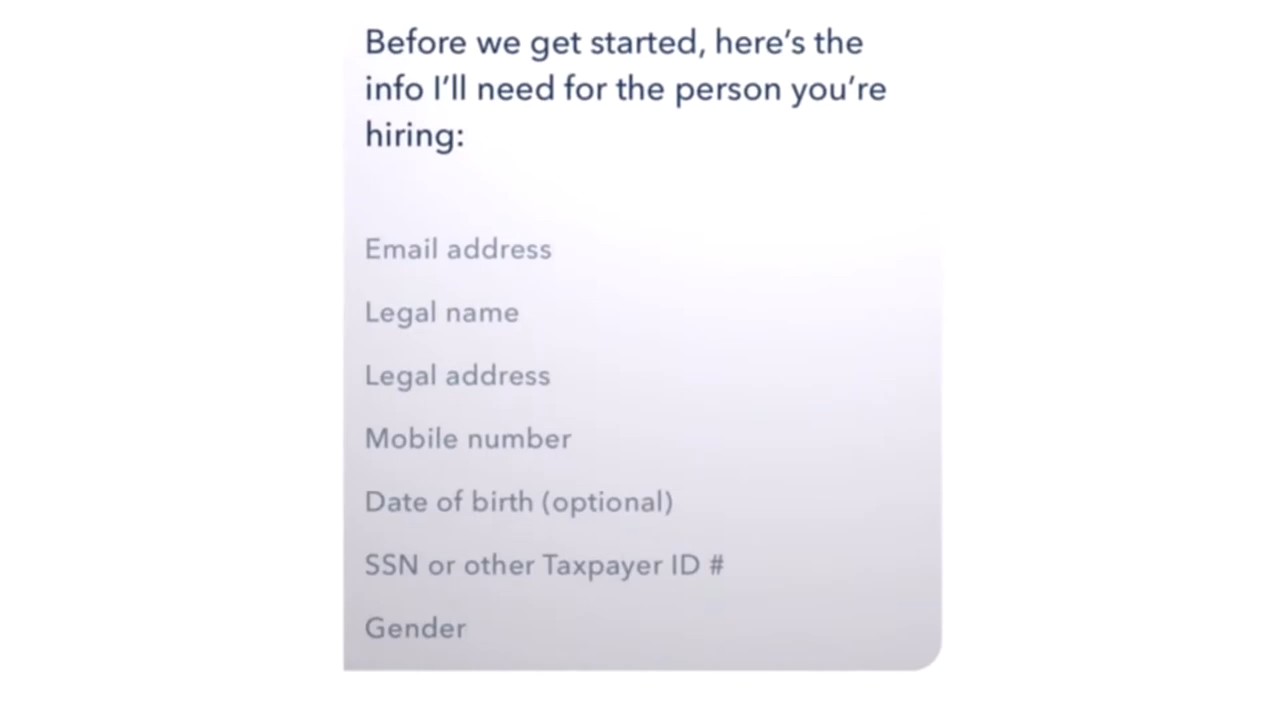 Before we get started, here's the
info I'll need for the person you're
hiring:
Email address
Legal name
Legal address
Mobile number
Date of birth (optional)
SSN or other Taxpayer ID #
Gender